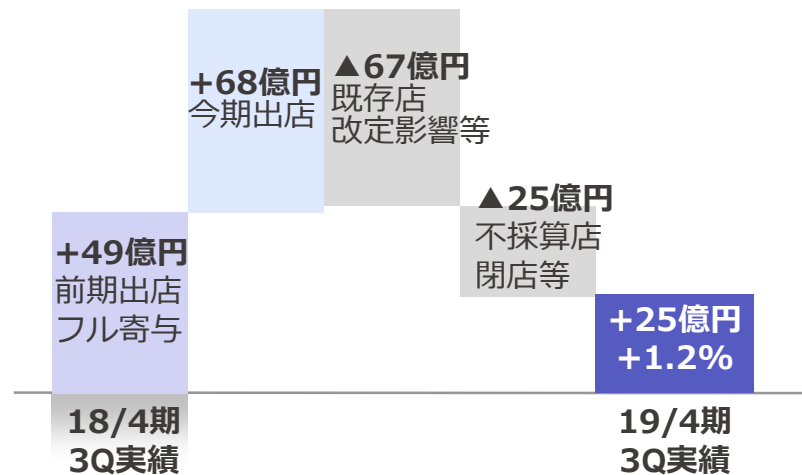 +68億円
今期出店
▲67億円
既存店
改定影響等
▲25億円
不採算店
閉店等
+49億円
前期出店
フル寄与
+25億円
+1.2%
18/4期
3Q実績
19/4期
3Q実績